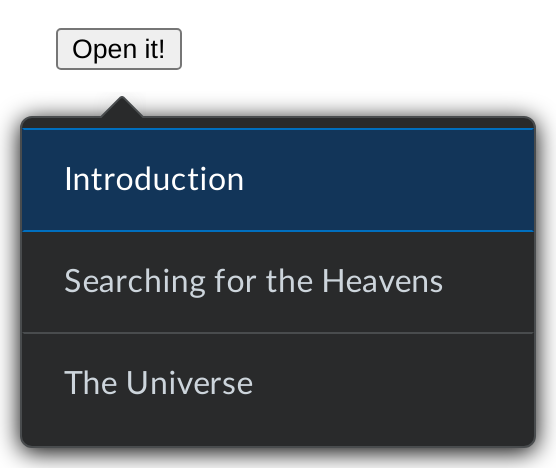 Open it!
Introduction
Searching for the Heavens
The Universe